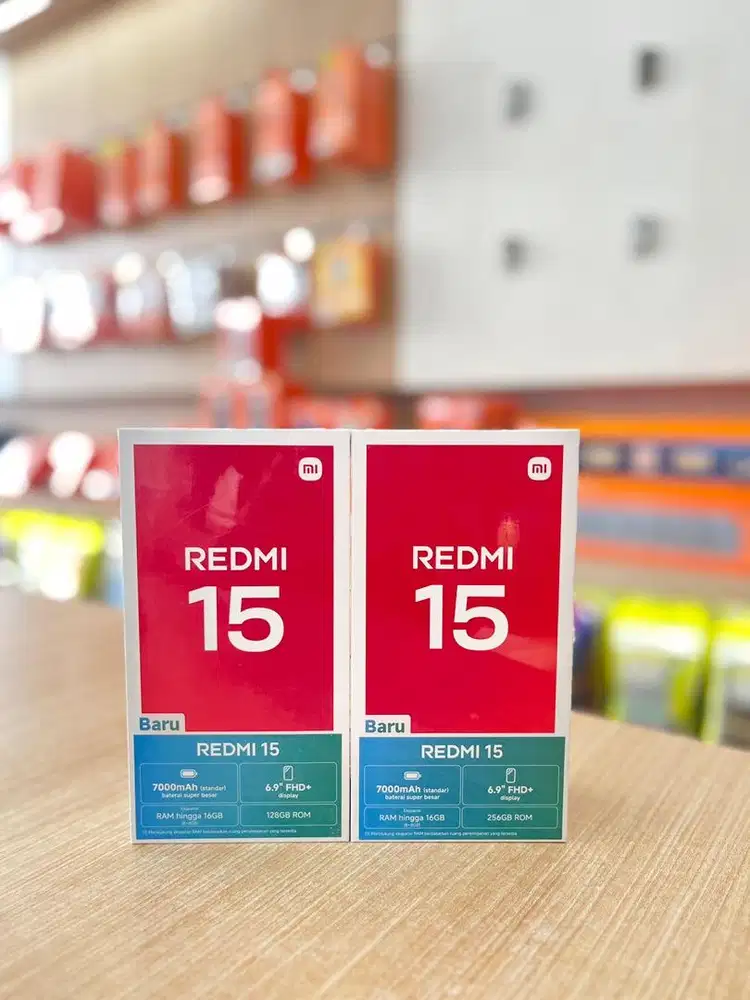 mi
REDMI
15
Baru
REDMI 15
7000mAh (standar)
baterai super besar
6.9" FHD+
display
RAM hingga 16GB
128GB ROM
mi
REDMI
15
Baru
REDMI 15
7000mAh (standar)
baterai super besar
6.9" FHD+
display
RAM hingga 16GB
256GB ROM